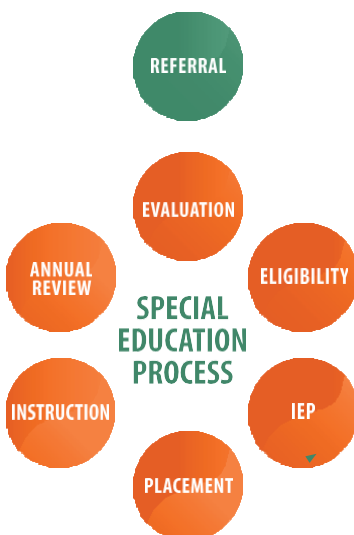 REFERRAL
EVALUATION
ANNUAL
REVIEW
ELIGIBILITY
SPECIAL
EDUCATION
PROCESS
INSTRUCTION
IEP
PLACEMENT